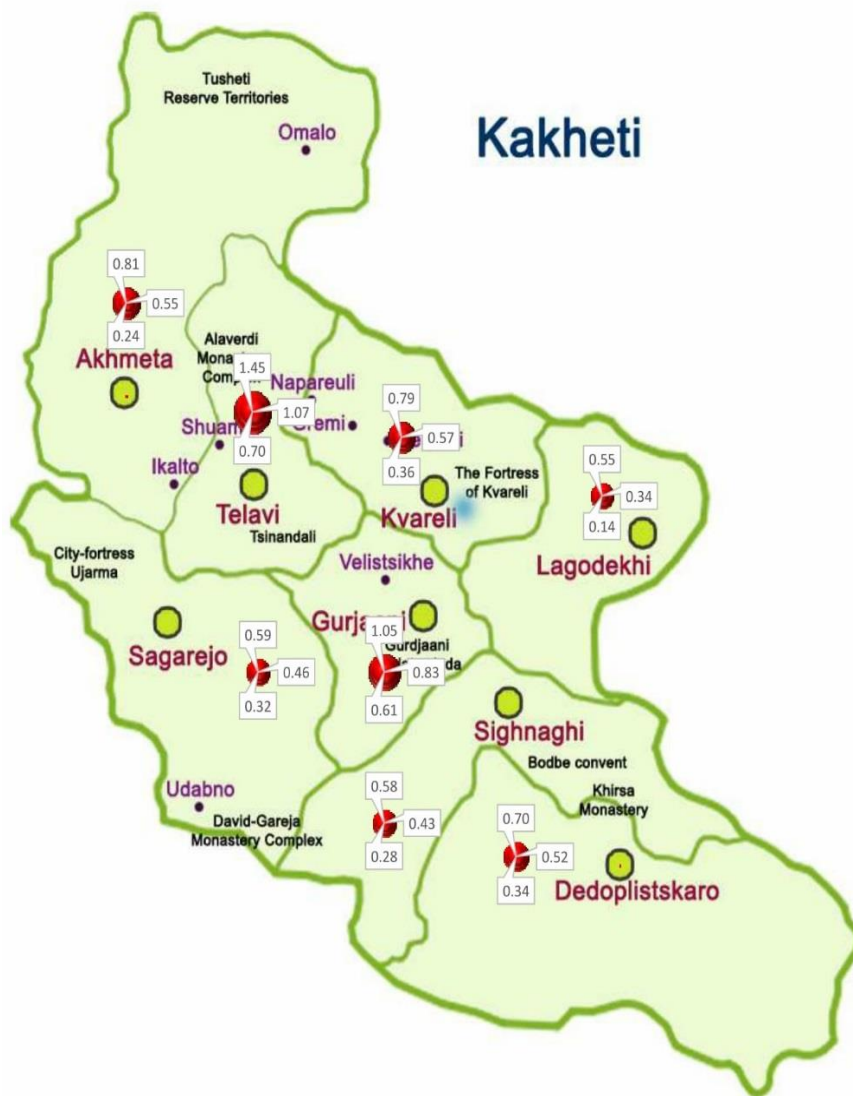 Tusheti
Reserve Territories
Kakheti
Omalo
0.81
0.55
0.24
Akhmeta
Alaverdi
Complex
1.45
1.07
0.70
Napareuli
0.79
0.57
0.36
Ikalto
Telavi
Tsinandali
The Fortress
of Kvareli
Kvareli
0.55
0.34
0.14
Lagodekhi
City-fortress
Ujarma
Velistsikhe
Sagarejo
0.59
0.46
0.32
Gurjaani
Gurdjaani
1.05
0.83
0.61
Sighnaghi
Bodbe convent
Khirsa
Monastery
Udabno
David-Gareja
Monastery Complex
0.58
0.43
0.28
0.70
0.52
0.34
Dedoplistskaro